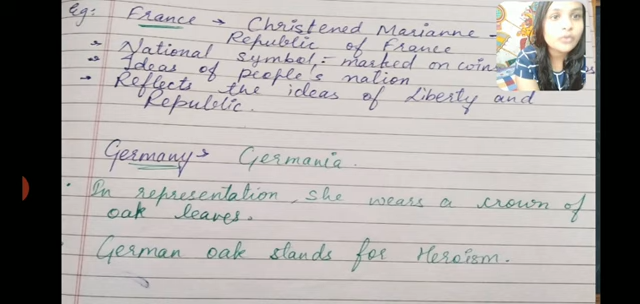 Eg: France → Christened Marianne -
Republic of France
→ National symbol,- marked on coins
→ Ideas of people's nation
→ Reflects the ideas of Liberty and
Republic.
Germany → Germania.
• In representation, she wears a crown of
oak leaves.
German oak stands for Heroism.